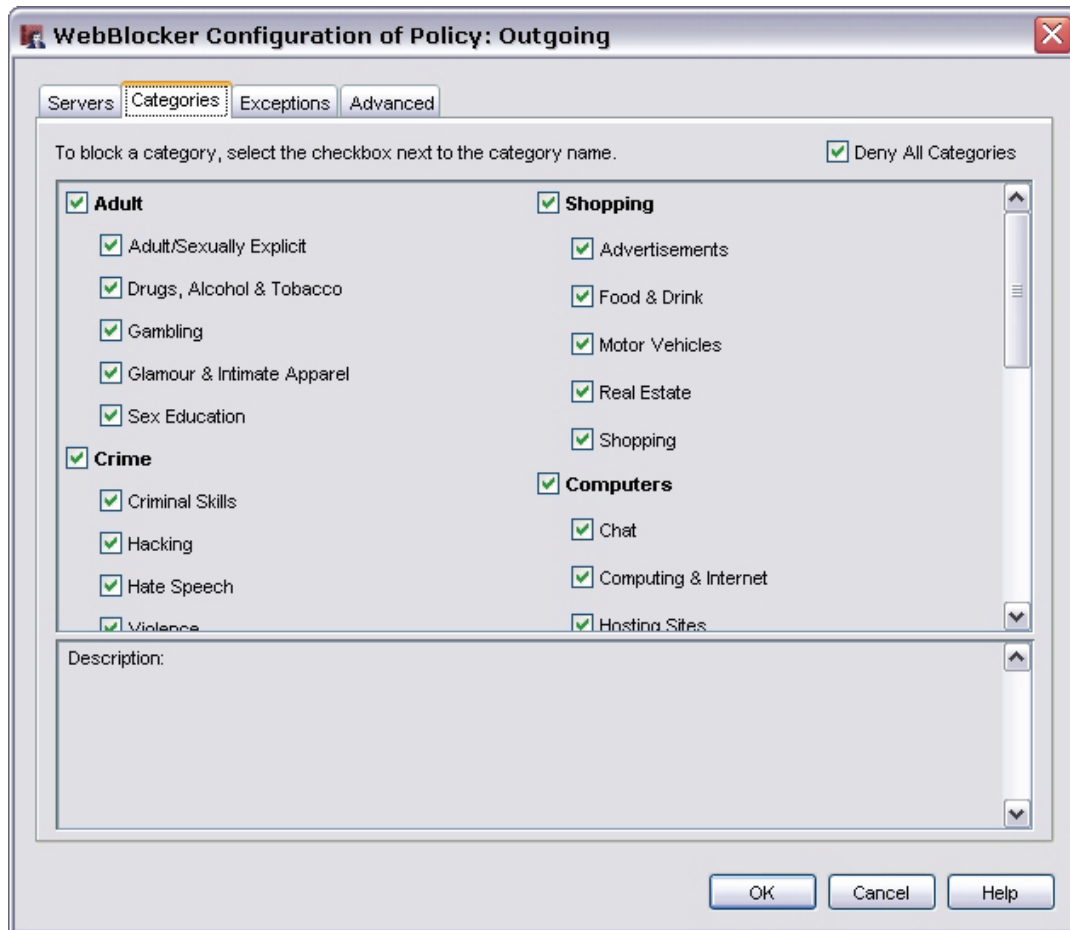 WebBlocker Configuration of Policy: Outgoing
Servers Categories Exceptions Advanced
To block a category, select the checkbox next to the category name.
Deny All Categories
Adult
Adult/Sexually Explicit
Drugs, Alcohol & Tobacco
Gambling
Glamour & Intimate Apparel
Sex Education
Crime
Criminal Skills
Hacking
Hate Speech
Violence
Shopping
Advertisements
Food & Drink
Motor Vehicles
Real Estate
Shopping
Computers
Chat
Computing & Internet
Hosting Sites
Description:
OK Cancel Help